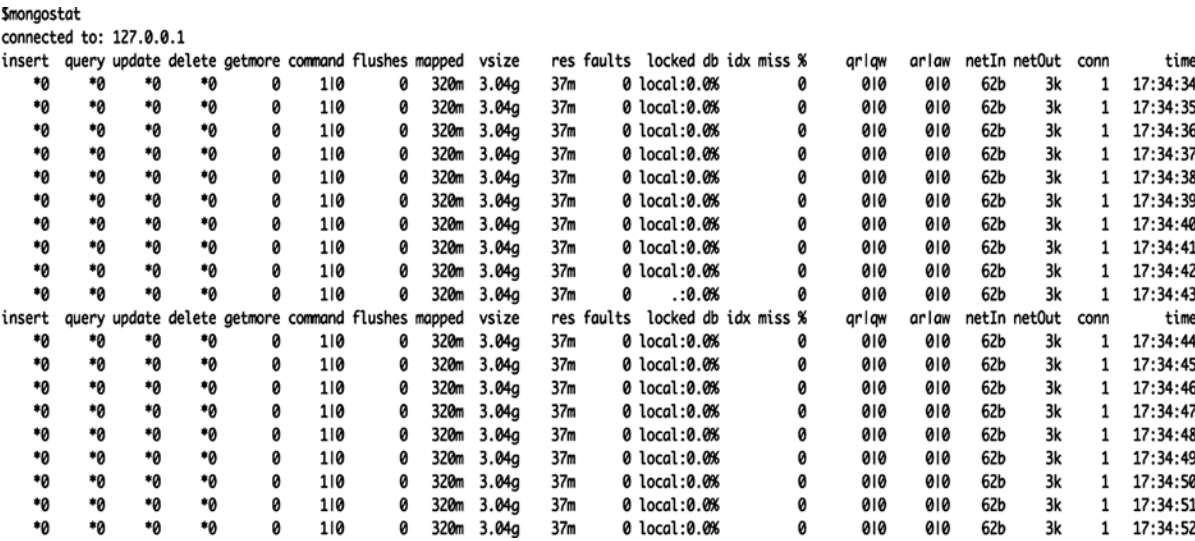 $mongostat
connected to: 127.0.0.1
insert query update delete getmore command flushes mapped vsize res faults locked db idx miss % qr|qw ar|aw netIn netOut conn time
*0 *0 *0 *0 0 1|0 0 320m 3.04g 37m 0 local:0.0% 0 0|0 0|0 62b 3k 1 17:34:34
*0 *0 *0 *0 0 1|0 0 320m 3.04g 37m 0 local:0.0% 0 0|0 0|0 62b 3k 1 17:34:35
*0 *0 *0 *0 0 1|0 0 320m 3.04g 37m 0 local:0.0% 0 0|0 0|0 62b 3k 1 17:34:36
*0 *0 *0 *0 0 1|0 0 320m 3.04g 37m 0 local:0.0% 0 0|0 0|0 62b 3k 1 17:34:37
*0 *0 *0 *0 0 1|0 0 320m 3.04g 37m 0 local:0.0% 0 0|0 0|0 62b 3k 1 17:34:38
*0 *0 *0 *0 0 1|0 0 320m 3.04g 37m 0 local:0.0% 0 0|0 0|0 62b 3k 1 17:34:39
*0 *0 *0 *0 0 1|0 0 320m 3.04g 37m 0 local:0.0% 0 0|0 0|0 62b 3k 1 17:34:40
*0 *0 *0 *0 0 1|0 0 320m 3.04g 37m 0 local:0.0% 0 0|0 0|0 62b 3k 1 17:34:41
*0 *0 *0 *0 0 1|0 0 320m 3.04g 37m 0 local:0.0% 0 0|0 0|0 62b 3k 1 17:34:42
*0 *0 *0 *0 0 1|0 0 320m 3.04g 37m 0 .:0.0% 0 0|0 0|0 62b 3k 1 17:34:43
insert query update delete getmore command flushes mapped vsize res faults locked db idx miss % qr|qw ar|aw netIn netOut conn time
*0 *0 *0 *0 0 1|0 0 320m 3.04g 37m 0 local:0.0% 0 0|0 0|0 62b 3k 1 17:34:44
*0 *0 *0 *0 0 1|0 0 320m 3.04g 37m 0 local:0.0% 0 0|0 0|0 62b 3k 1 17:34:45
*0 *0 *0 *0 0 1|0 0 320m 3.04g 37m 0 local:0.0% 0 0|0 0|0 62b 3k 1 17:34:46
*0 *0 *0 *0 0 1|0 0 320m 3.04g 37m 0 local:0.0% 0 0|0 0|0 62b 3k 1 17:34:47
*0 *0 *0 *0 0 1|0 0 320m 3.04g 37m 0 local:0.0% 0 0|0 0|0 62b 3k 1 17:34:48
*0 *0 *0 *0 0 1|0 0 320m 3.04g 37m 0 local:0.0% 0 0|0 0|0 62b 3k 1 17:34:49
*0 *0 *0 *0 0 1|0 0 320m 3.04g 37m 0 local:0.0% 0 0|0 0|0 62b 3k 1 17:34:50
*0 *0 *0 *0 0 1|0 0 320m 3.04g 37m 0 local:0.0% 0 0|0 0|0 62b 3k 1 17:34:51
*0 *0 *0 *0 0 1|0 0 320m 3.04g 37m 0 local:0.0% 0 0|0 0|0 62b 3k 1 17:34:52